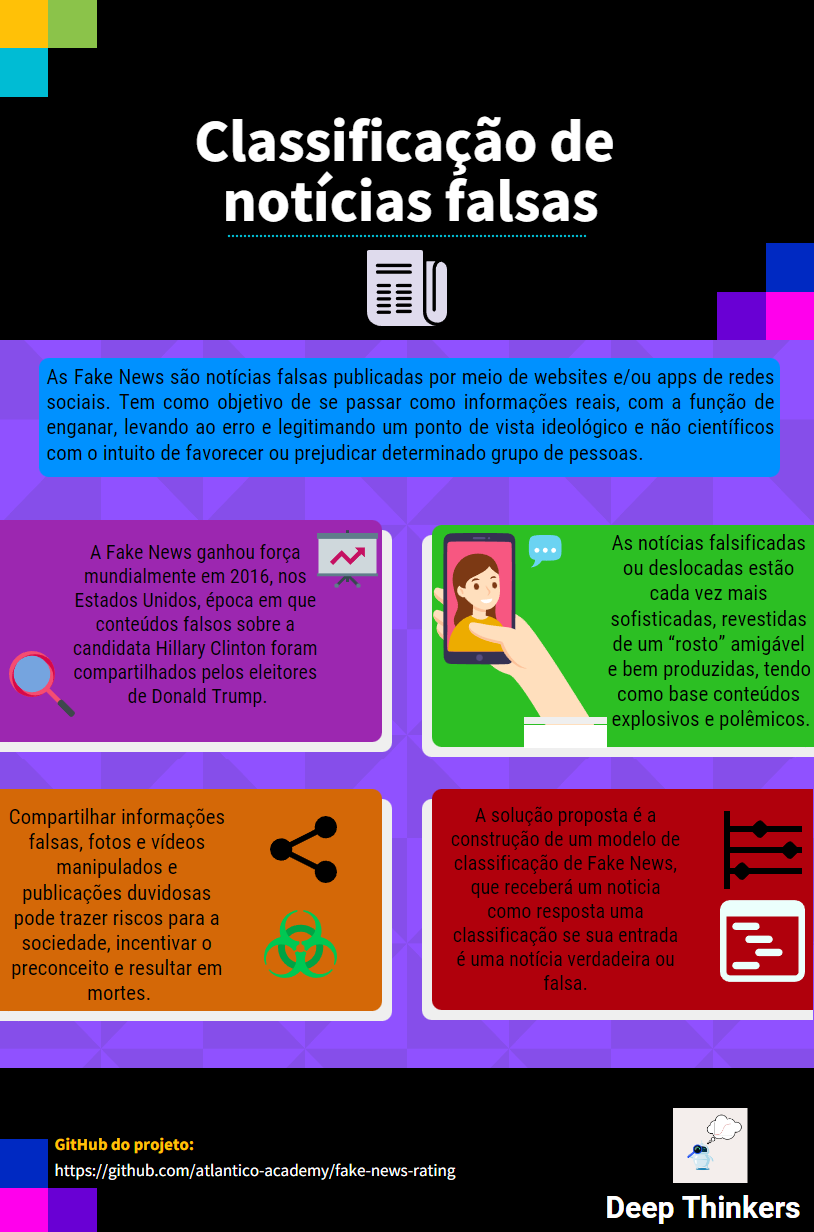 Classificação de
notícias falsas
As Fake News são notícias falsas publicadas por meio de websites e/ou apps de redes
sociais. Tem como objetivo de se passar como informações reais, com a função de
enganar, levando ao erro e legitimando um ponto de vista ideológico e não científicos
com o intuito de favorecer ou prejudicar determinado grupo de pessoas.
A Fake News ganhou força
mundialmente em 2016, nos
Estados Unidos, época em que
conteúdos falsos sobre a
candidata Hillary Clinton foram
compartilhados pelos eleitores
de Donald Trump.
As notícias falsificadas
ou deslocadas estão
cada vez mais
sofisticadas, revestidas
de um “rosto” amigável
e bem produzidas, tendo
como base conteúdos
explosivos e polêmicos.
Compartilhar informações
falsas, fotos e vídeos
manipulados e
publicações duvidosas
pode trazer riscos para a
sociedade, incentivar o
preconceito e resultar em
mortes.
A solução proposta é a
construção de um modelo de
classificação de Fake News,
que receberá um noticia
como resposta uma
classificação se sua entrada
é uma notícia verdadeira ou
falsa.
GitHub do projeto:
https://github.com/atlantico-academy/fake-news-rating
Deep Thinkers